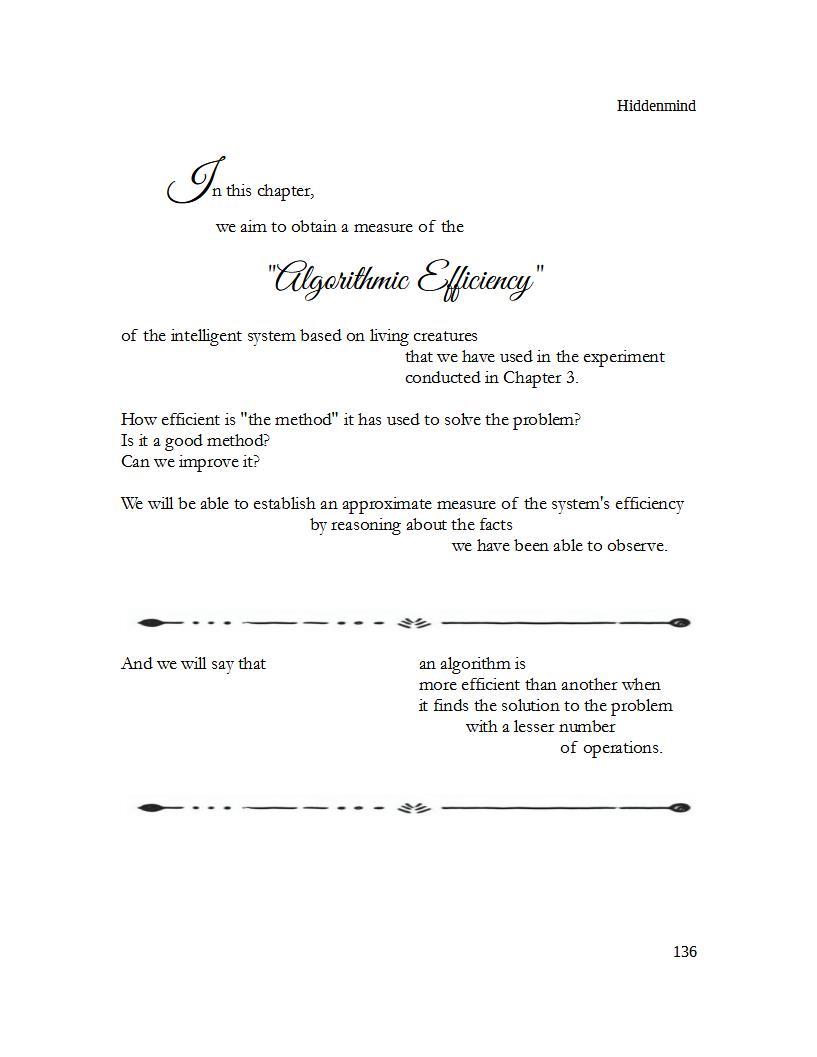 Hiddenmind
In this chapter,
we aim to obtain a measure of the
"Algorithmic Efficiency"
of the intelligent system based on living creatures
that we have used in the experiment
conducted in Chapter 3.
How efficient is "the method" it has used to solve the problem?
Is it a good method?
Can we improve it?
We will be able to establish an approximate measure of the system's efficiency
by reasoning about the facts
we have been able to observe.
And we will say that an algorithm is
more efficient than another when
it finds the solution to the problem
with a lesser number
of operations.
136